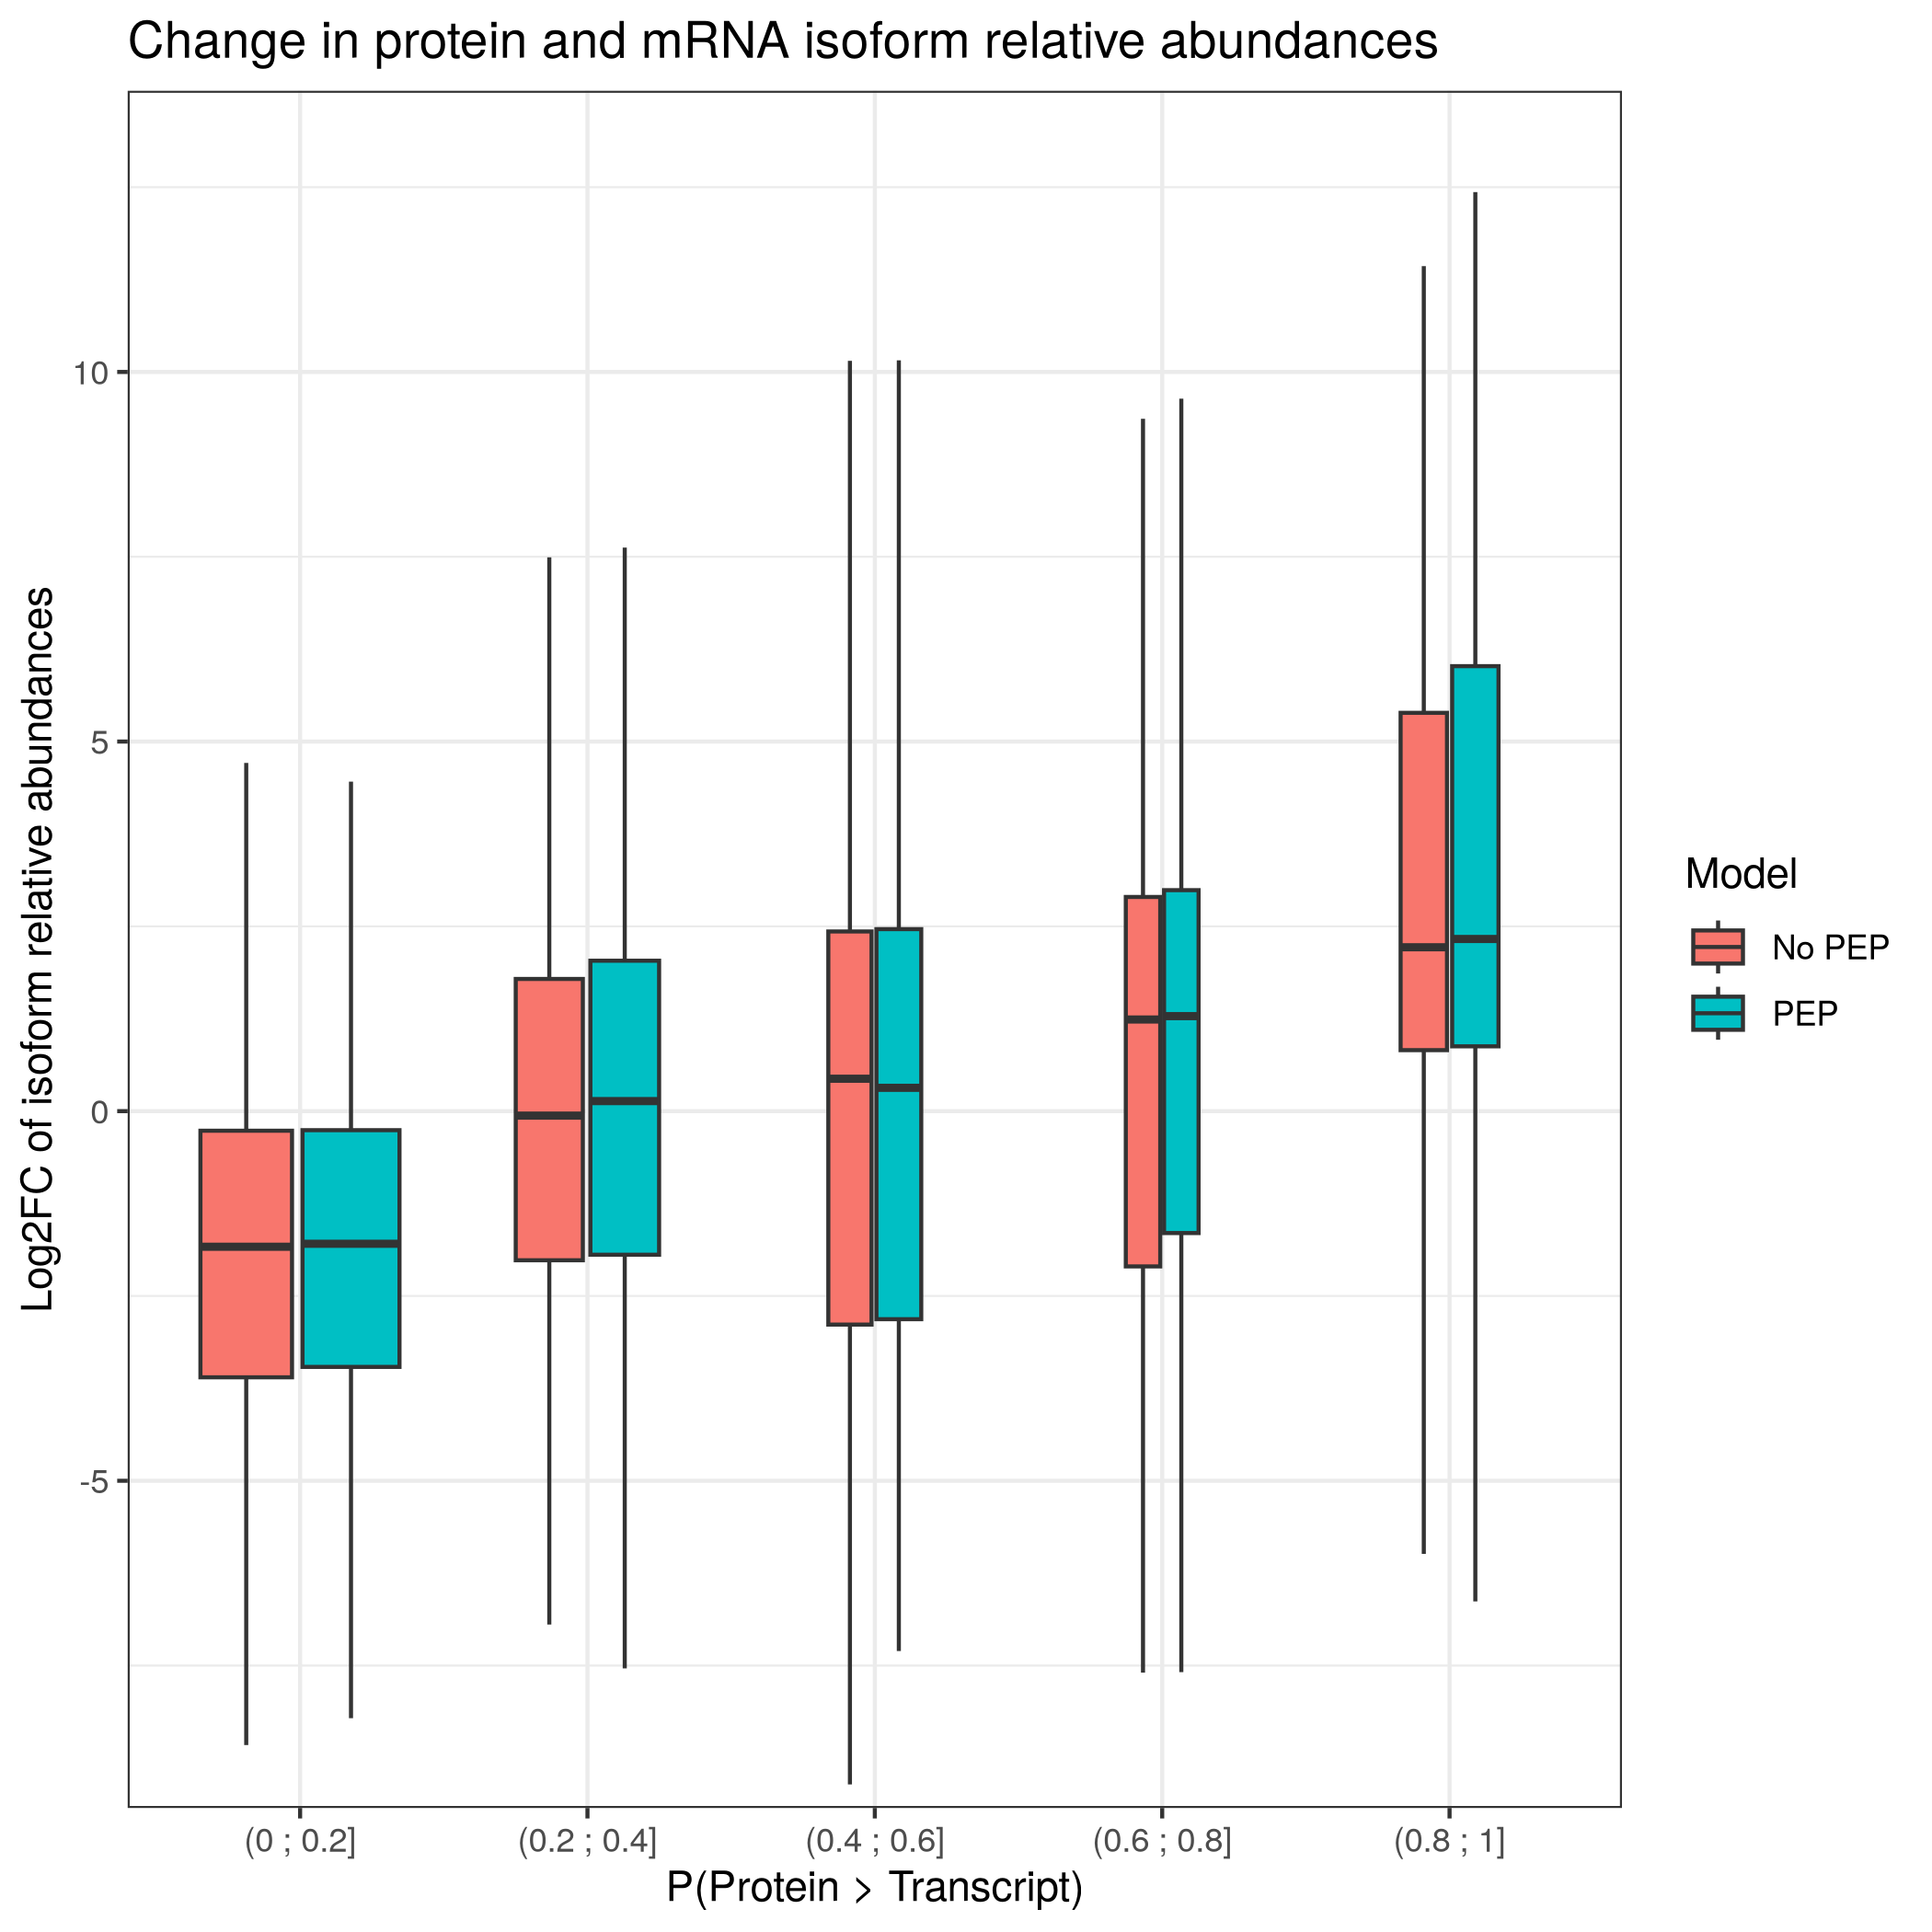 Change in protein and mRNA isoform relative abundances
Log2FC of isoform relative abundances
10
5
0
-5
(0 ; 0.2]
(0.2 ; 0.4]
(0.4 ; 0.6]
(0.6 ; 0.8]
(0.8 ; 1]
P(Protein > Transcript)
Model
No PEP
PEP